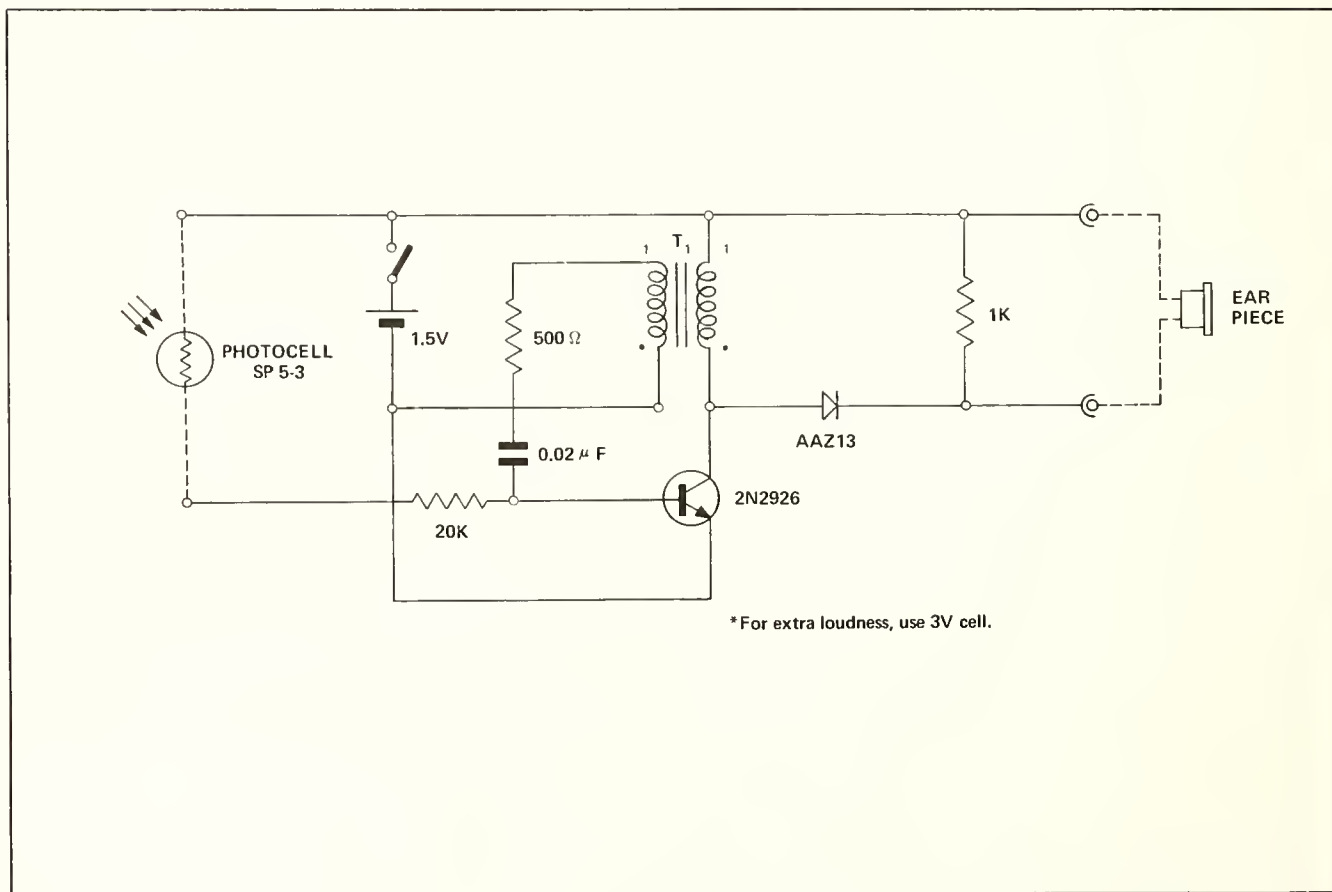 1 T1 1
PHOTOCELL
SP 5-3
1.5V
500 Ω
1K
EAR
PIECE
0.02 μ F
AAZ13
20K
2N2926
*For extra loudness, use 3V cell.